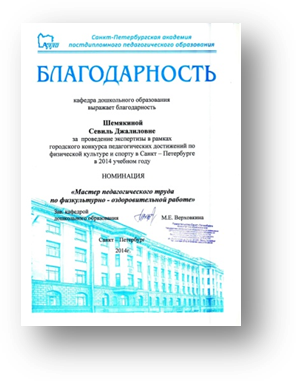 Санкт-Петербургская академия
постдипломного педагогического образования
БЛАГОДАРНОСТЬ
кафедра дошкольного образования
выражает благодарность
Шемякиной
Севиль Джалиловне
за проведение экспертизы в рамках
городского конкурса педагогических достижений по
физической культуре и спорту в Санкт – Петербурге
в 2014 учебном году
НОМИНАЦИЯ
«Мастер педагогического труда
по физкультурно - оздоровительной работе»
Зав. кафедрой
дошкольного образования М.Е. Верховкина
Санкт – Петербург
2014г.